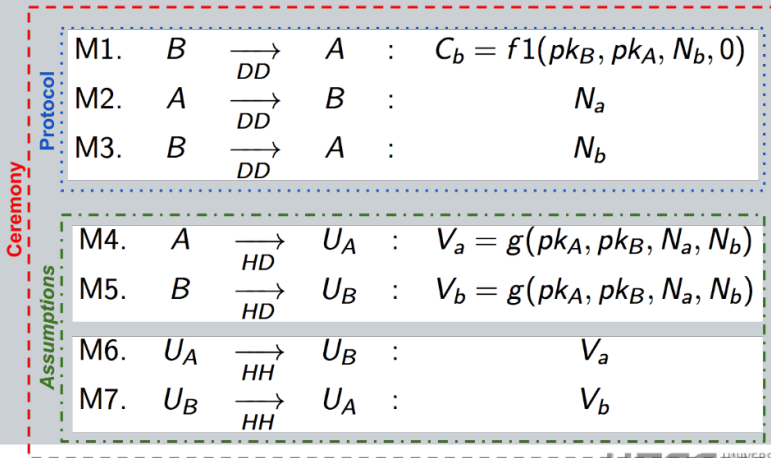 Ceremony
Protocol
M1. B ⟶ DD A : C_b = f1(pk_B, pk_A, N_b, 0)
M2. A ⟶ DD B : N_a
M3. B ⟶ DD A : N_b
Assumptions
M4. A ⟶ HD U_A : V_a = g(pk_A, pk_B, N_a, N_b)
M5. B ⟶ HD U_B : V_b = g(pk_A, pk_B, N_a, N_b)
M6. U_A ⟶ HH U_B : V_a
M7. U_B ⟶ HH U_A : V_b